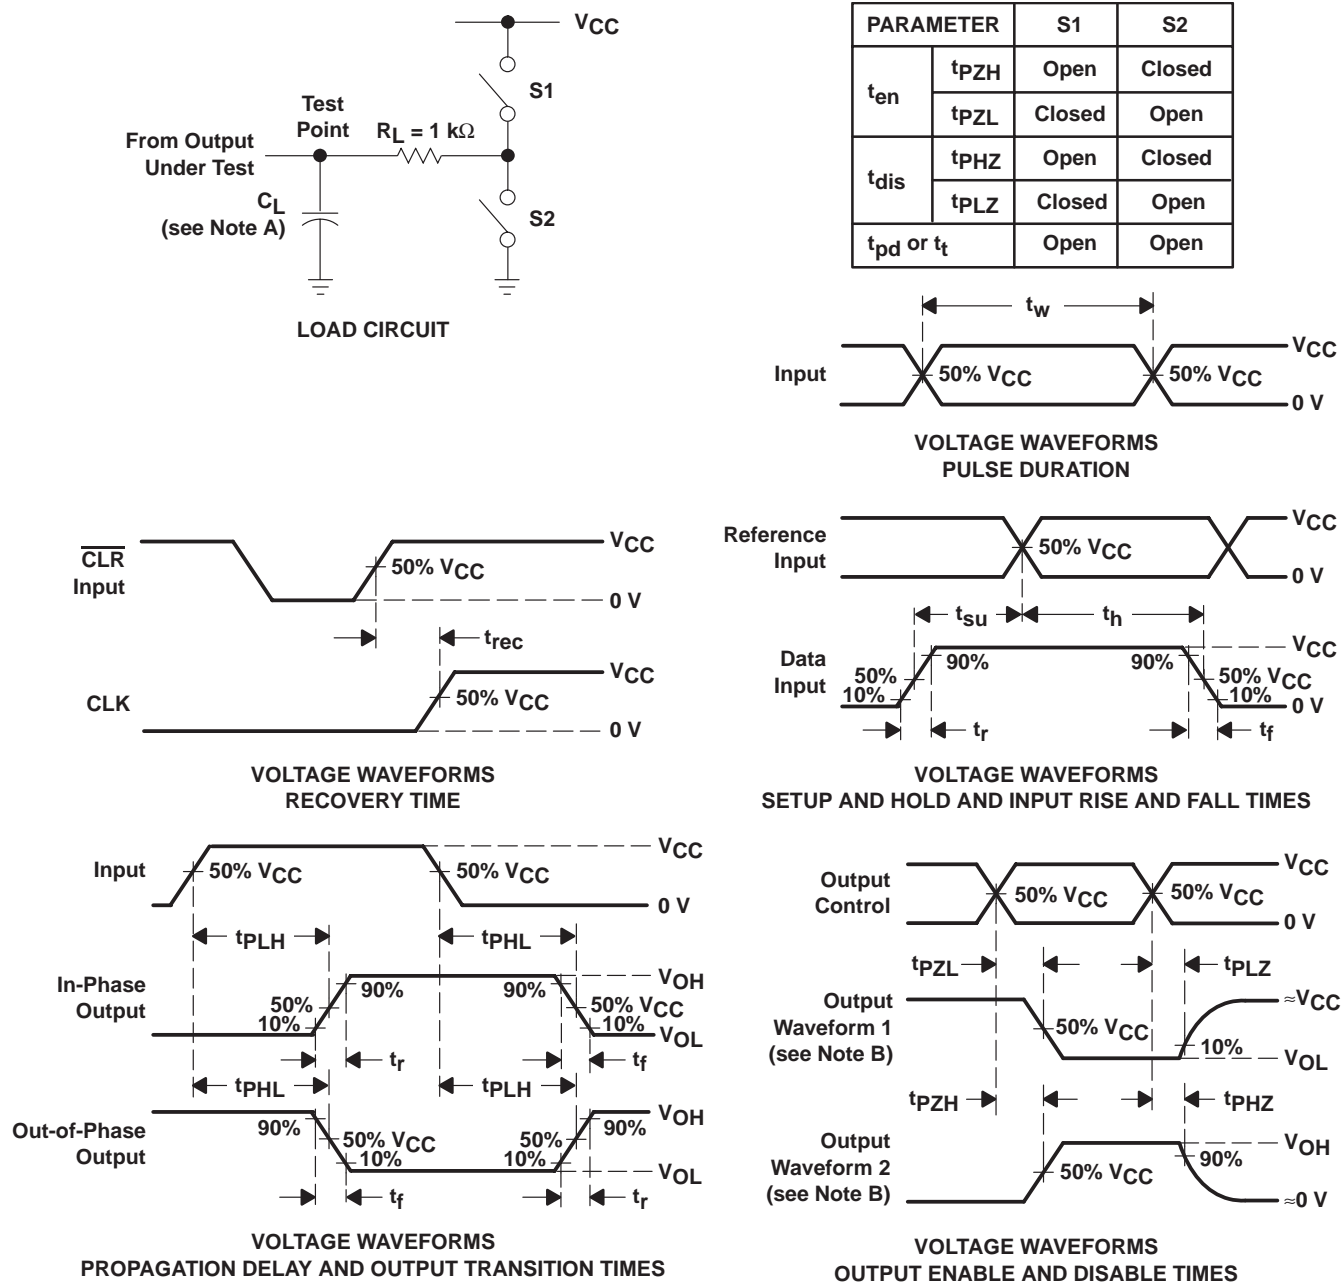 VCC
S1
Test
Point
RL = 1 kΩ
From Output
Under Test
CL
(see Note A)
S2
LOAD CIRCUIT
PARAMETER S1 S2
ten tPZH Open Closed
tPZL Closed Open
tdis tPHZ Open Closed
tPLZ Closed Open
tpd or tt Open Open
tw
VCC
Input 50% VCC 50% VCC
0 V
VOLTAGE WAVEFORMS
PULSE DURATION
CLR
Input
VCC
50% VCC
0 V
trec
VCC
CLK 50% VCC
0 V
VOLTAGE WAVEFORMS
RECOVERY TIME
Reference
Input
VCC
50% VCC
0 V
tsu th
Data
Input
VCC
90% 90%
50% 50% VCC
10% 10%
0 V
tr tf
VOLTAGE WAVEFORMS
SETUP AND HOLD AND INPUT RISE AND FALL TIMES
VCC
Input 50% VCC 50% VCC
0 V
tPLH tPHL
In-Phase
Output
VOH
90% 90%
50% 50% VCC
10% 10%
VOL
tr tf
tPHL tPLH
Out-of-Phase
Output
VOH
90% 90%
50% VCC 50%
10% 10%
VOL
tf tr
VOLTAGE WAVEFORMS
PROPAGATION DELAY AND OUTPUT TRANSITION TIMES
Output
Control
VCC
50% VCC 50% VCC
0 V
tPZL tPLZ
Output
Waveform 1
(see Note B)
≈VCC
50% VCC
10%
VOL
tPZH tPHZ
Output
Waveform 2
(see Note B)
VOH
50% VCC 90%
≈0 V
VOLTAGE WAVEFORMS
OUTPUT ENABLE AND DISABLE TIMES